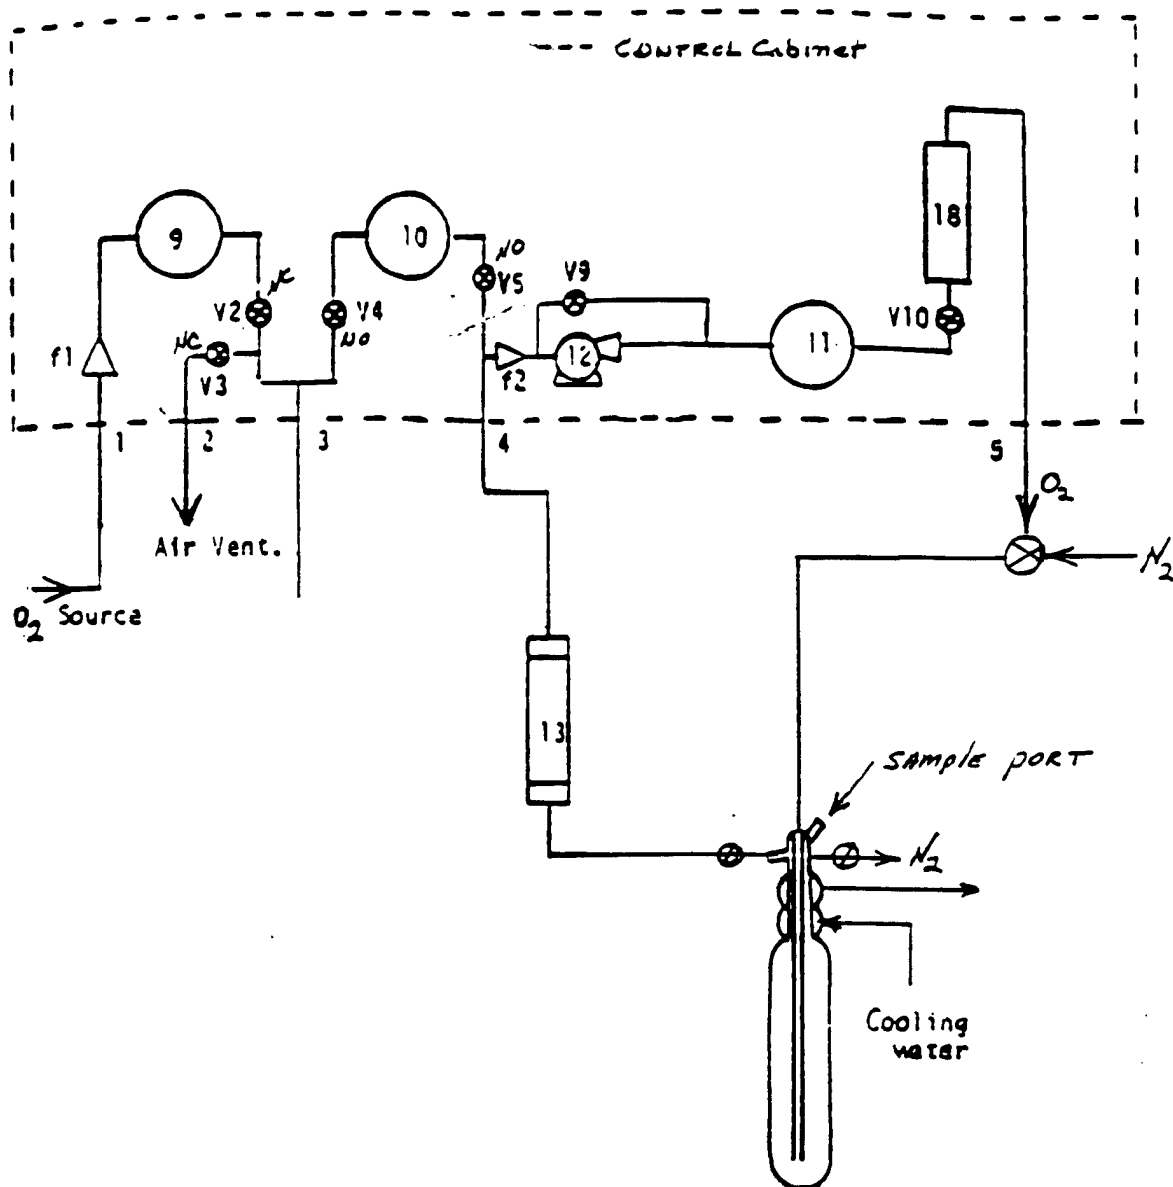 CONTROL Cabinet
9
10
NO
V5
NC
V2
V4
NO
NC
V3
f1
V9
12
f2
11
18
V10
1
2
3
4
5
O2
N2
Air Vent.
O2 Source
13
SAMPLE PORT
N2
Cooling
water